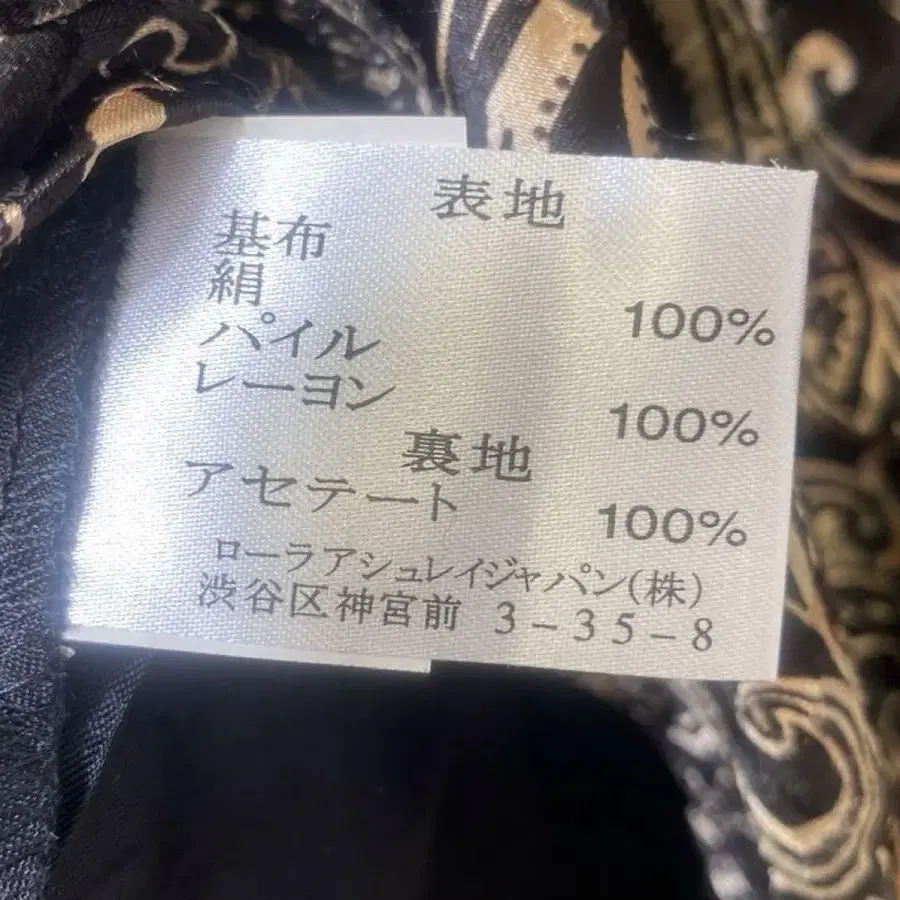 表地
基布
絹 100%
パイル
レーヨン 100%
裏地
アセテート 100%
ローラアシュレイジャパン(株)
渋谷区神宮前 3-35-8